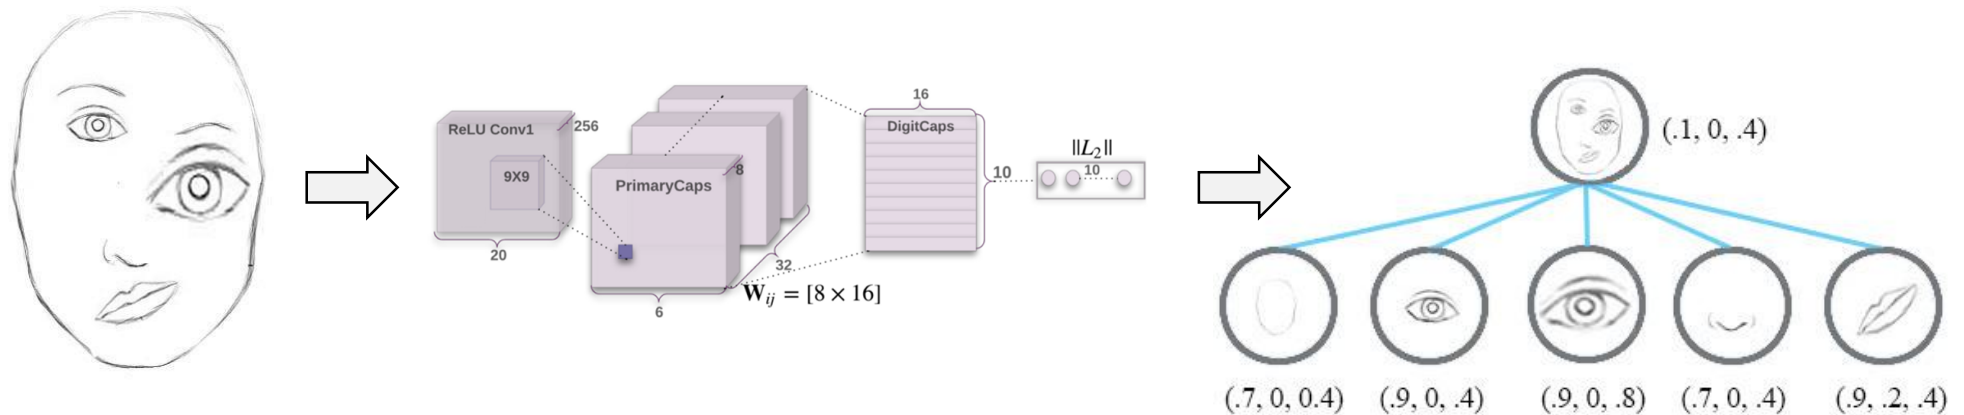 ReLU Conv1
256
9X9
20
PrimaryCaps
8
32
6
W_ij = [8 × 16]
16
DigitCaps
10
||L_2||
10
(.1, 0, .4)
(.7, 0, 0.4)
(.9, 0, .4)
(.9, 0, .8)
(.7, 0, .4)
(.9, .2, .4)